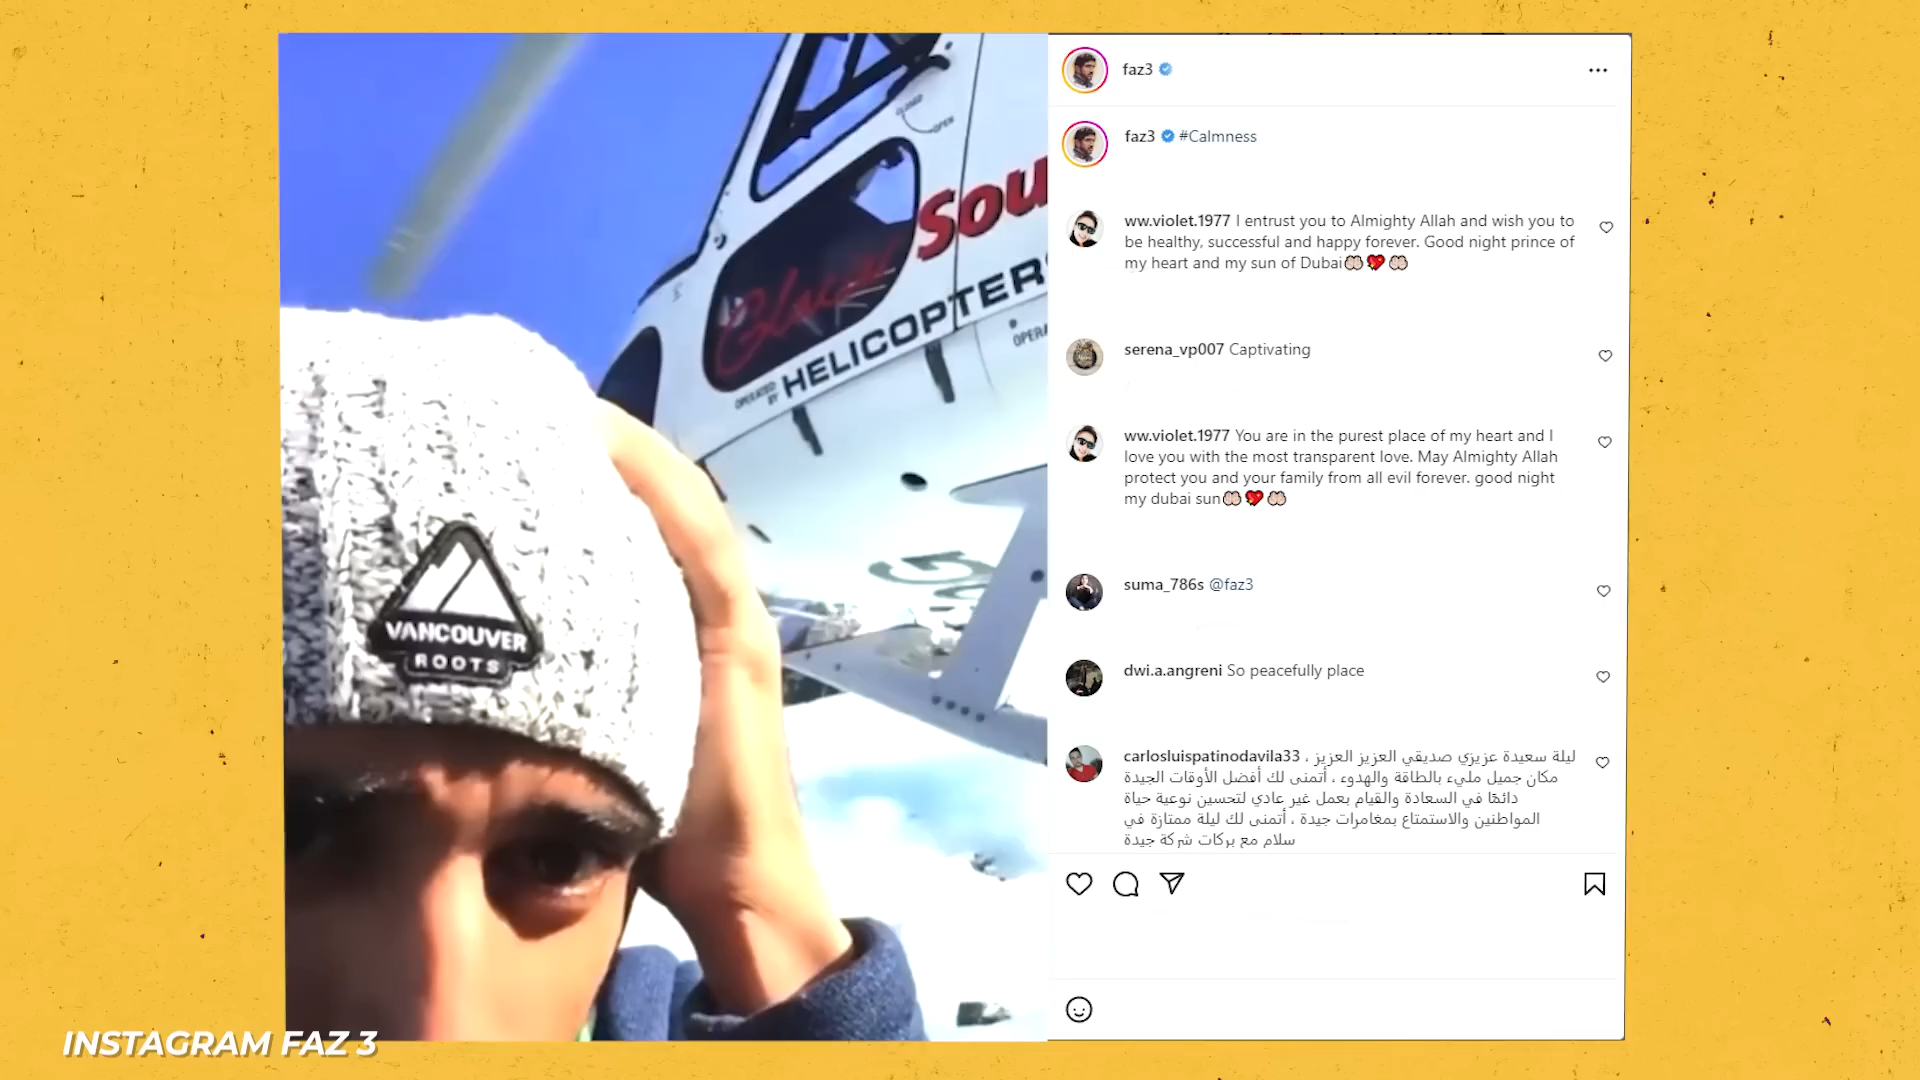 CLOSED
OPEN
Sou
HELICOPTERS
OPERATED
BY
OPERA
VANCOUVER
ROOTS
faz3
faz3 #Calmness
ww.violet.1977 I entrust you to Almighty Allah and wish you to
be healthy, successful and happy forever. Good night prince of
my heart and my sun of Dubai🤲💖🤲
serena_vp007 Captivating
ww.violet.1977 You are in the purest place of my heart and I
love you with the most transparent love. May Almighty Allah
protect you and your family from all evil forever. good night
my dubai sun🤲💖🤲
suma_786s @faz3
dwi.a.angreni So peacefully place
carlosluispatinodavila33 ليلة سعيدة عزيزي صديقي العزيز العزيز ،
مكان جميل مليء بالطاقة والهدوء ، أتمنى لك أفضل الأوقات الجيدة
دائمًا في السعادة والقيام بعمل غير عادي لتحسين نوعية حياة
المواطنين والاستمتاع بمغامرات جيدة ، أتمنى لك ليلة ممتازة في
سلام مع بركات شركة جيدة
INSTAGRAM FAZ 3